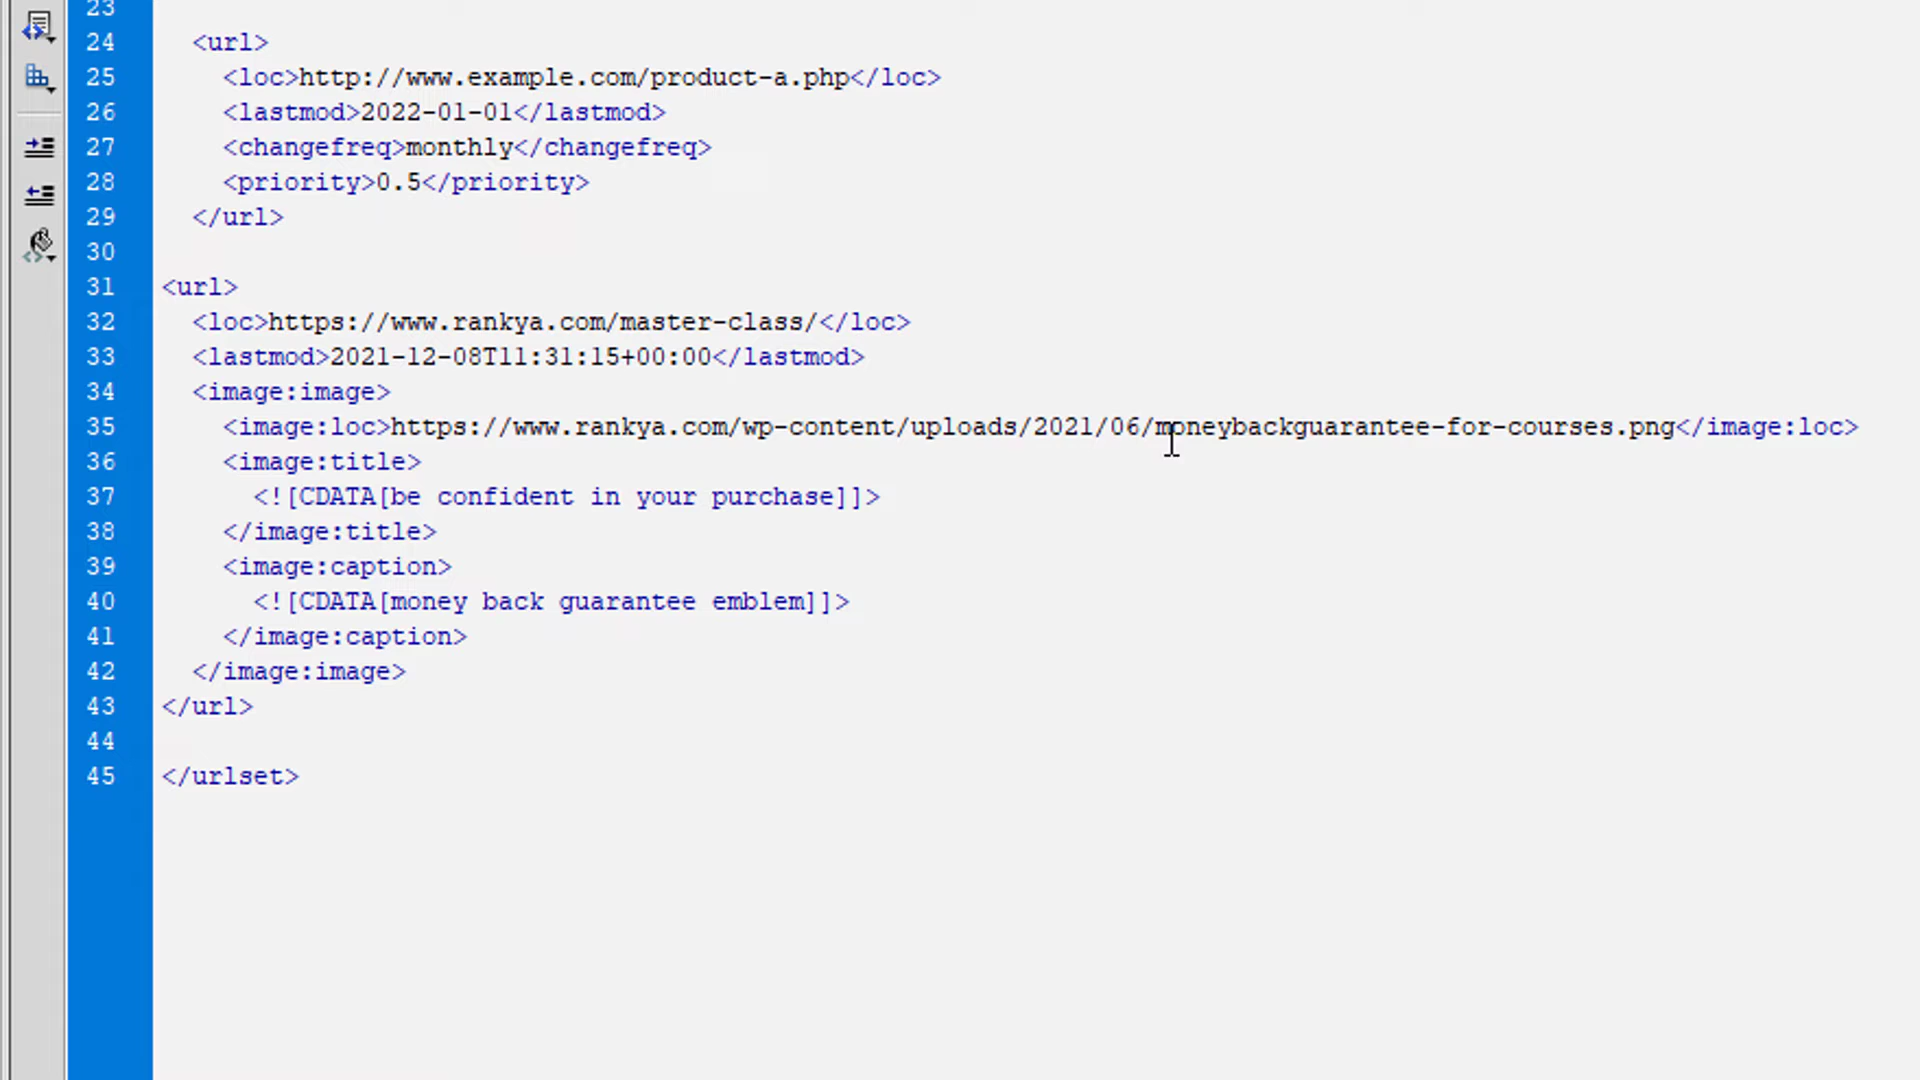 23
24 <url>
25 <loc>http://www.example.com/product-a.php</loc>
26 <lastmod>2022-01-01</lastmod>
27 <changefreq>monthly</changefreq>
28 <priority>0.5</priority>
29 </url>
30
31 <url>
32 <loc>https://www.rankya.com/master-class/</loc>
33 <lastmod>2021-12-08T11:31:15+00:00</lastmod>
34 <image:image>
35 <image:loc>https://www.rankya.com/wp-content/uploads/2021/06/moneybackguarantee-for-courses.png</image:loc>
36 <image:title>
37 <![CDATA[be confident in your purchase]]>
38 </image:title>
39 <image:caption>
40 <![CDATA[money back guarantee emblem]]>
41 </image:caption>
42 </image:image>
43 </url>
44
45 </urlset>